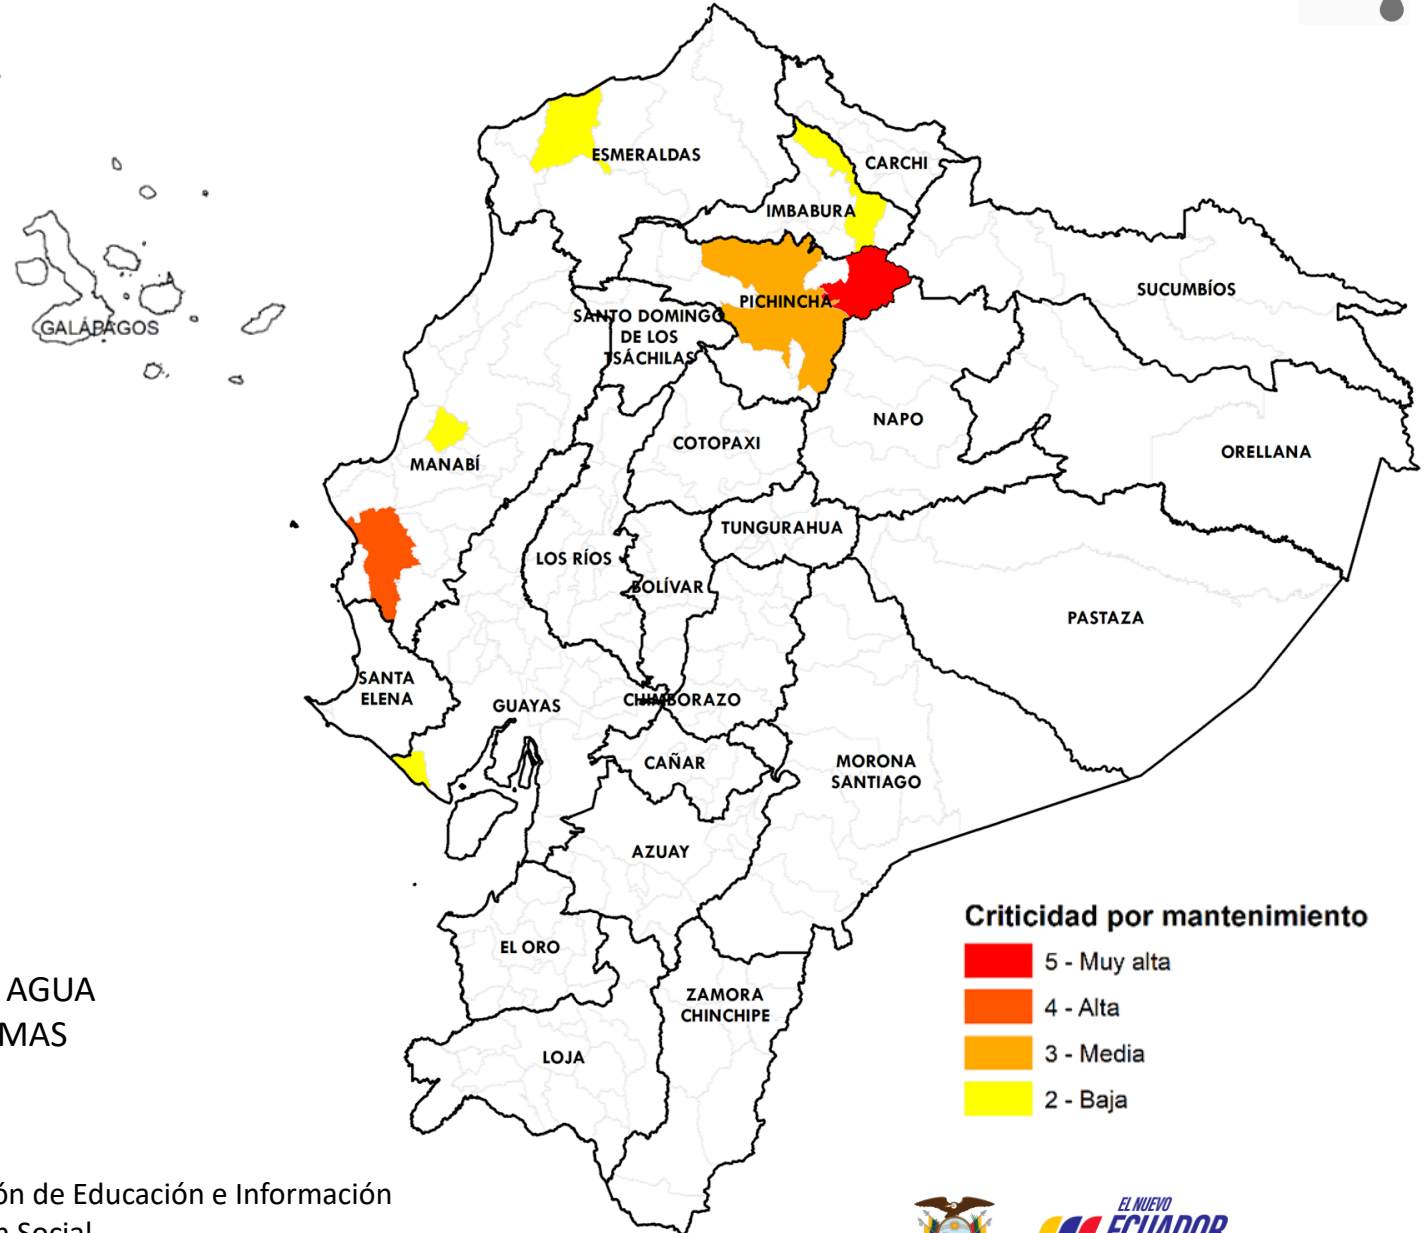 ESMERALDAS
CARCHI
IMBABURA
SUCUMBÍOS
PICHINCHA
SANTO DOMINGO
DE LOS
TSÁCHILAS
GALÁPAGOS
NAPO
COTOPAXI
ORELLANA
MANABÍ
TUNGURAHUA
LOS RÍOS
BOLÍVAR
PASTAZA
SANTA
ELENA
GUAYAS
CHIMBORAZO
CAÑAR
MORONA
SANTIAGO
AZUAY
EL ORO
ZAMORA
CHINCHIPE
LOJA
Criticidad por mantenimiento
5 - Muy alta
4 - Alta
3 - Media
2 - Baja
AGUA
MAS
ón de Educación e Información
Social
EL NUEVO
ECUADOR